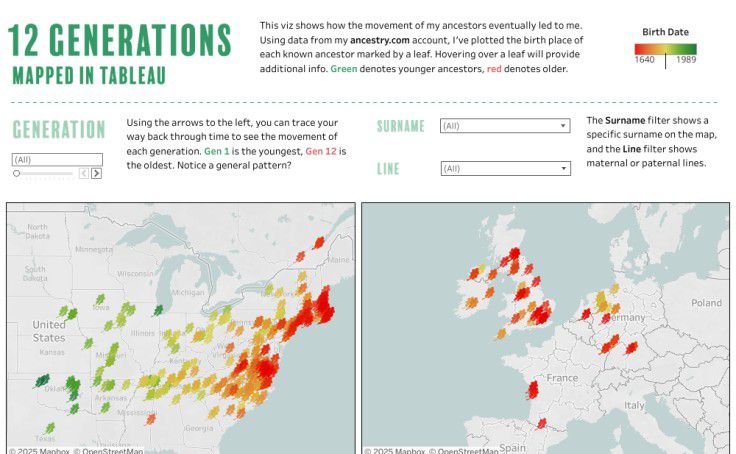 12 GENERATIONS
MAPPED IN TABLEAU
This viz shows how the movement of my ancestors eventually led to me.
Using data from my ancestry.com account, I've plotted the birth place of
each known ancestor marked by a leaf. Hovering over a leaf will provide
additional info. Green denotes younger ancestors, red denotes older.
Birth Date
1640 1989
GENERATION
(All)
Using the arrows to the left, you can trace your
way back through time to see the movement of
each generation. Gen 1 is the youngest, Gen 12 is
the oldest. Notice a general pattern?
SURNAME
(All)
LINE
(All)
The Surname filter shows a
specific surname on the map,
and the Line filter shows
maternal or paternal lines.
North
Dakota
Minnesota
Maine
South
Dakota
Wisconsin
Michigan
Iowa
United
States
Illinois
Kansas
Arkansas
Mississippi
Georgia
Texas
© 2025 Mapbox © OpenStreetMap
Poland
France
Italy
Spain
© 2025 Mapbox © OpenStreetMap